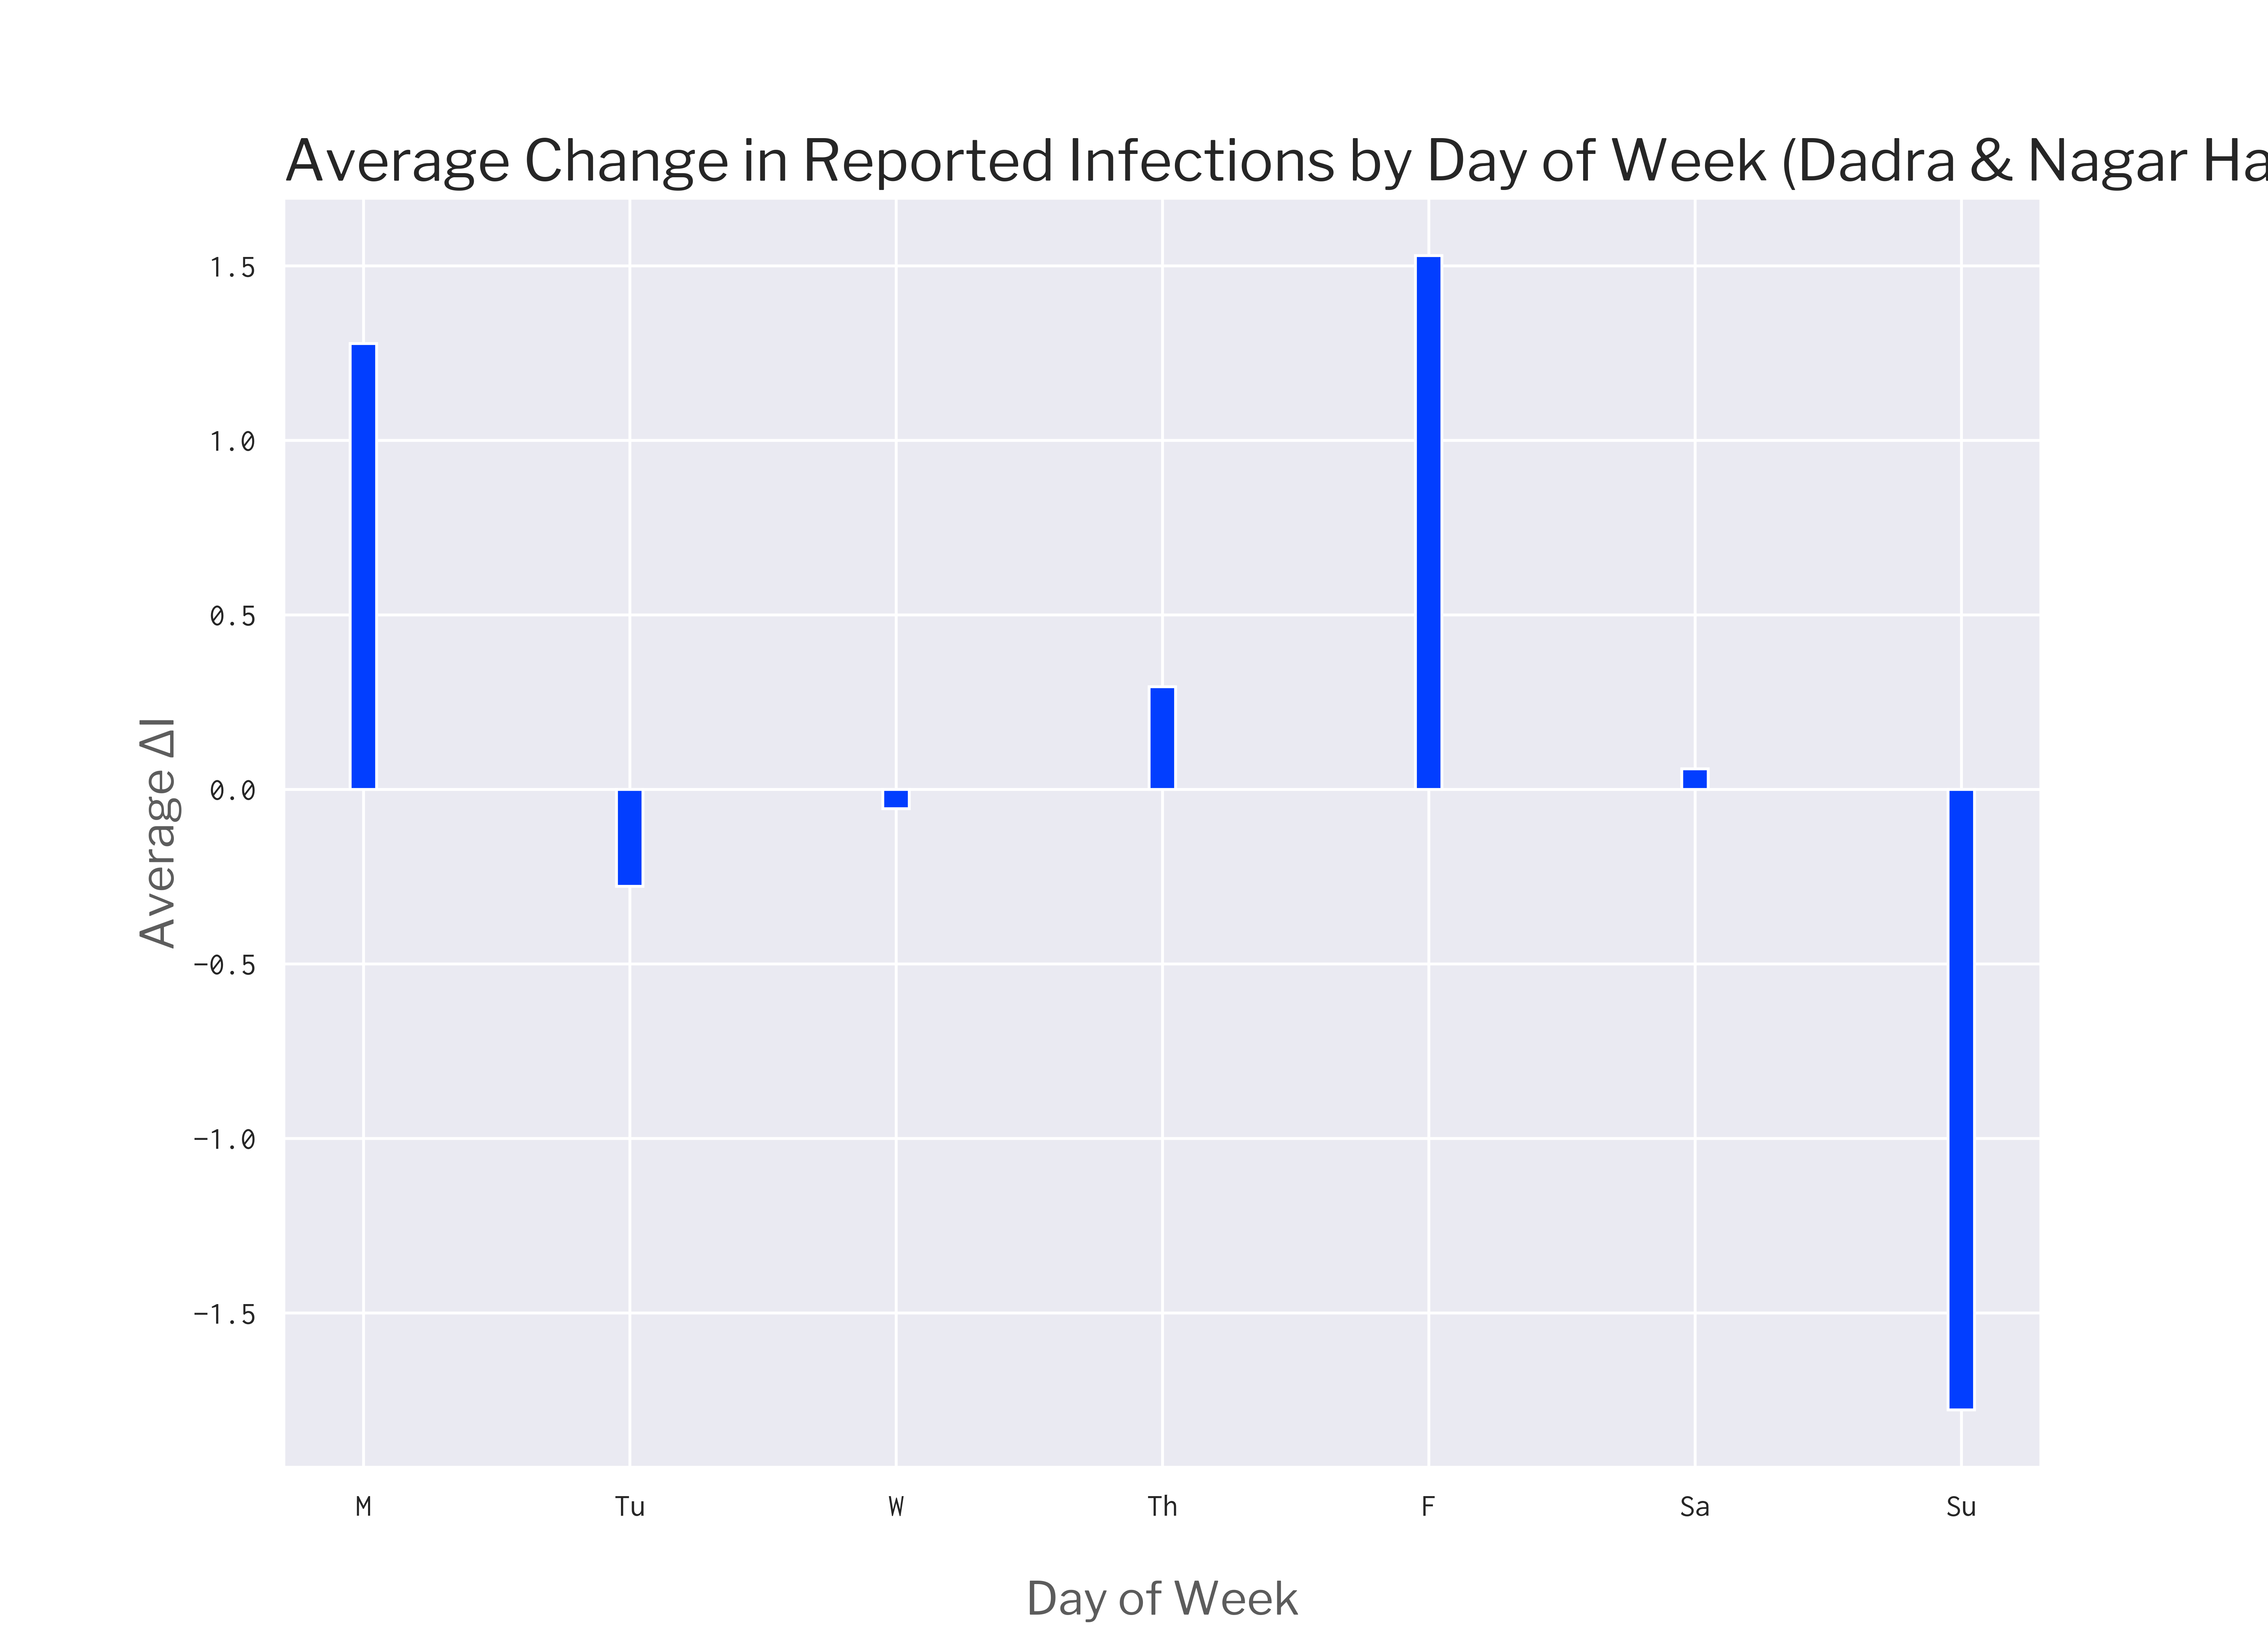 Average Change in Reported Infections by Day of Week (Dadra & Nagar
1.5
1.0
0.5
0.0
−0.5
−1.0
−1.5
Average ΔI
M Tu W Th F Sa Su
Day of Week